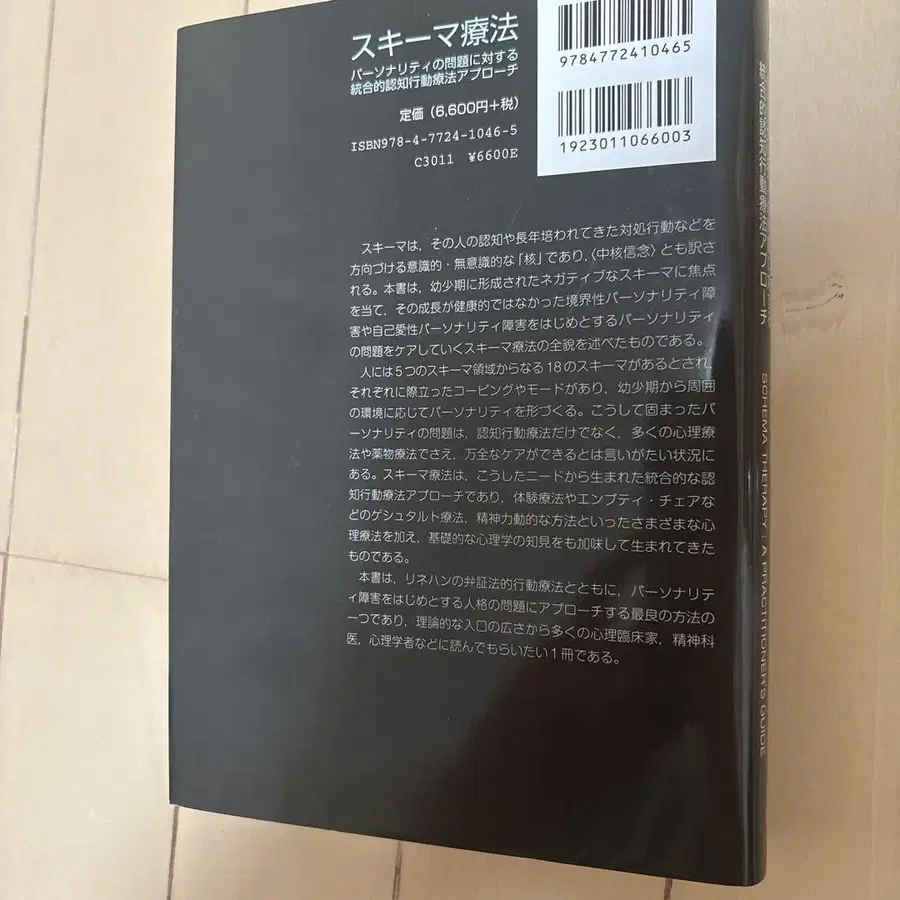 スキーマ療法
パーソナリティの問題に対する
統合的認知行動療法アプローチ
定価（6,600円+税）
ISBN978-4-7724-1046-5
C3011 ¥6600E
9784772410465
1923011066003
スキーマは，その人の認知や長年培われてきた対処行動などを
方向づける意識的・無意識的な「核」であり，〈中核信念〉とも訳さ
れる。本書は，幼少期に形成されたネガティブなスキーマに焦点
を当て，その成長が健康的ではなかった境界性パーソナリティ障
害や自己愛性パーソナリティ障害をはじめとするパーソナリティ
の問題をケアしていくスキーマ療法の全貌を述べたものである。
人には5つのスキーマ領域からなる18のスキーマがあるとされ，
それぞれに際立ったコーピングやモードがあり，幼少期から周囲
の環境に応じてパーソナリティを形づくる。こうして固まったパ
ーソナリティの問題は，認知行動療法だけでなく，多くの心理療
法や薬物療法でさえ，万全なケアができるとは言いがたい状況に
ある。スキーマ療法は，こうしたニードから生まれた統合的な認
知行動療法アプローチであり，体験療法やエンプティ・チェアな
どのゲシュタルト療法，精神力動的な方法といったさまざまな心
理療法を加え，基礎的な心理学の知見をも加味して生まれてきた
ものである。
本書は，リネハンの弁証法的行動療法とともに，パーソナリテ
ィ障害をはじめとする人格の問題にアプローチする最良の方法の
一つであり，理論的な入口の広さから多くの心理臨床家，精神科
医，心理学者などに読んでもらいたい1冊である。
SCHEMA THERAPY : A PRACTITIONER'S GUIDE